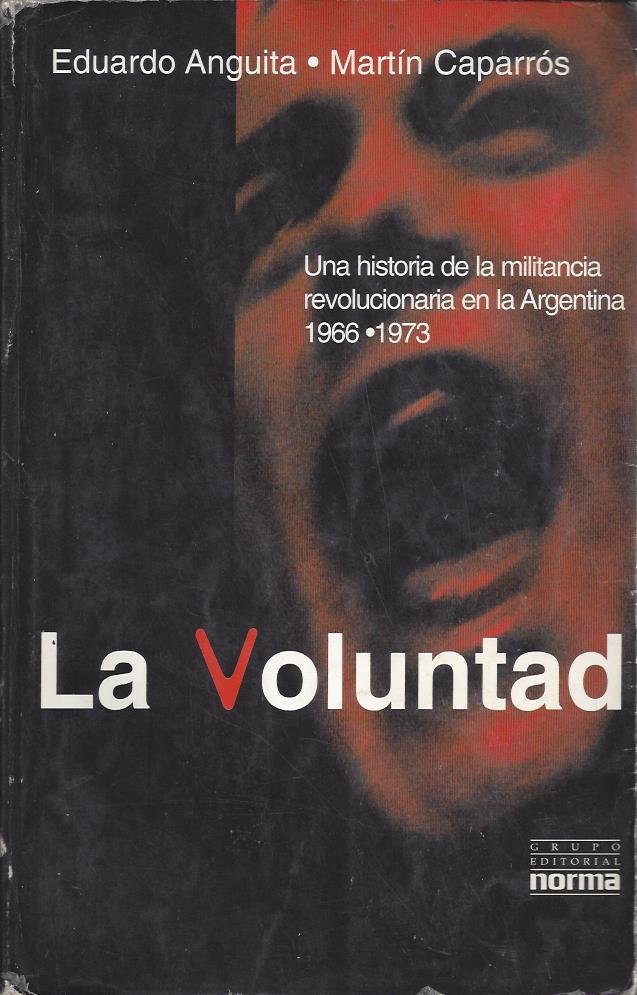 Eduardo Anguita • Martín Caparrós
Una historia de la militancia
revolucionaria en la Argentina
1966 •1973
La Voluntad
GRUPO
EDITORIAL
norma